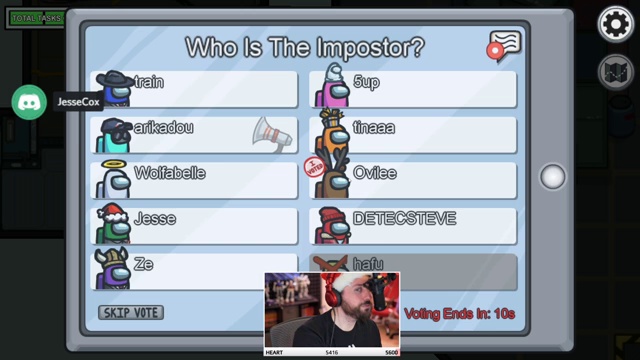 TOTAL TASKS
Who Is The Impostor?
train
5up
JesseCox
arikadou
tinaaa
I VOTED
Wolfabelle
Ovilee
Jesse
DETECSTEVE
Ze
hafu
SKIP VOTE
Voting Ends In: 10s
HEART 5416 5600